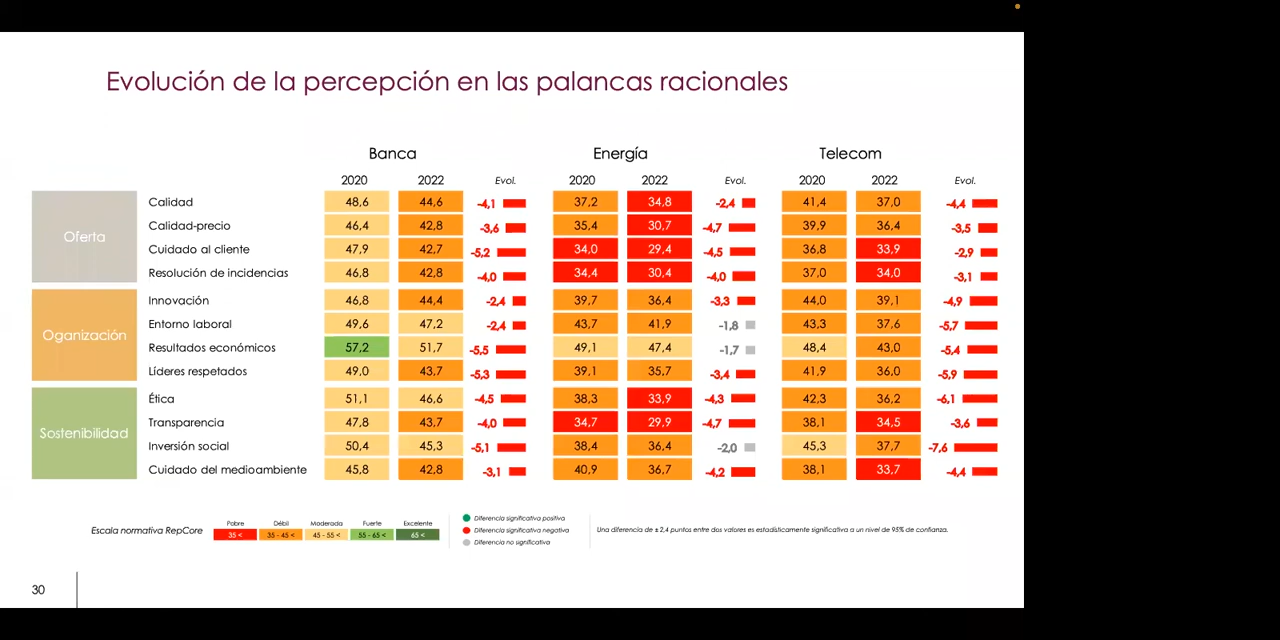 Evolución de la percepción en las palancas racionales
Banca Energía Telecom
2020 2022 Evol. 2020 2022 Evol. 2020 2022 Evol.
Oferta
Calidad 48,6 44,6 -4,1 37,2 34,8 -2,4 41,4 37,0 -4,4
Calidad-precio 46,4 42,8 -3,6 35,4 30,7 -4,7 39,9 36,4 -3,5
Cuidado al cliente 47,9 42,7 -5,2 34,0 29,4 -4,5 36,8 33,9 -2,9
Resolución de incidencias 46,8 42,8 -4,0 34,4 30,4 -4,0 37,0 34,0 -3,1
Oganización
Innovación 46,8 44,4 -2,4 39,7 36,4 -3,3 44,0 39,1 -4,9
Entorno laboral 49,6 47,2 -2,4 43,7 41,9 -1,8 43,3 37,6 -5,7
Resultados económicos 57,2 51,7 -5,5 49,1 47,4 -1,7 48,4 43,0 -5,4
Líderes respetados 49,0 43,7 -5,3 39,1 35,7 -3,4 41,9 36,0 -5,9
Sostenibilidad
Ética 51,1 46,6 -4,5 38,3 33,9 -4,3 42,3 36,2 -6,1
Transparencia 47,8 43,7 -4,0 34,7 29,9 -4,7 38,1 34,5 -3,6
Inversión social 50,4 45,3 -5,1 38,4 36,4 -2,0 45,3 37,7 -7,6
Cuidado del medioambiente 45,8 42,8 -3,1 40,9 36,7 -4,2 38,1 33,7 -4,4
Escala normativa RepCore
Pobre Débil Moderada Fuerte Excelente
35 < 35 - 45 < 45 - 55 < 55 - 65 < 65 <
Diferencia significativa positiva
Diferencia significativa negativa
Diferencia no significativa
Una diferencia de ± 2,4 puntos entre dos valores es estadísticamente significativa a un nivel de 95% de confianza.
30